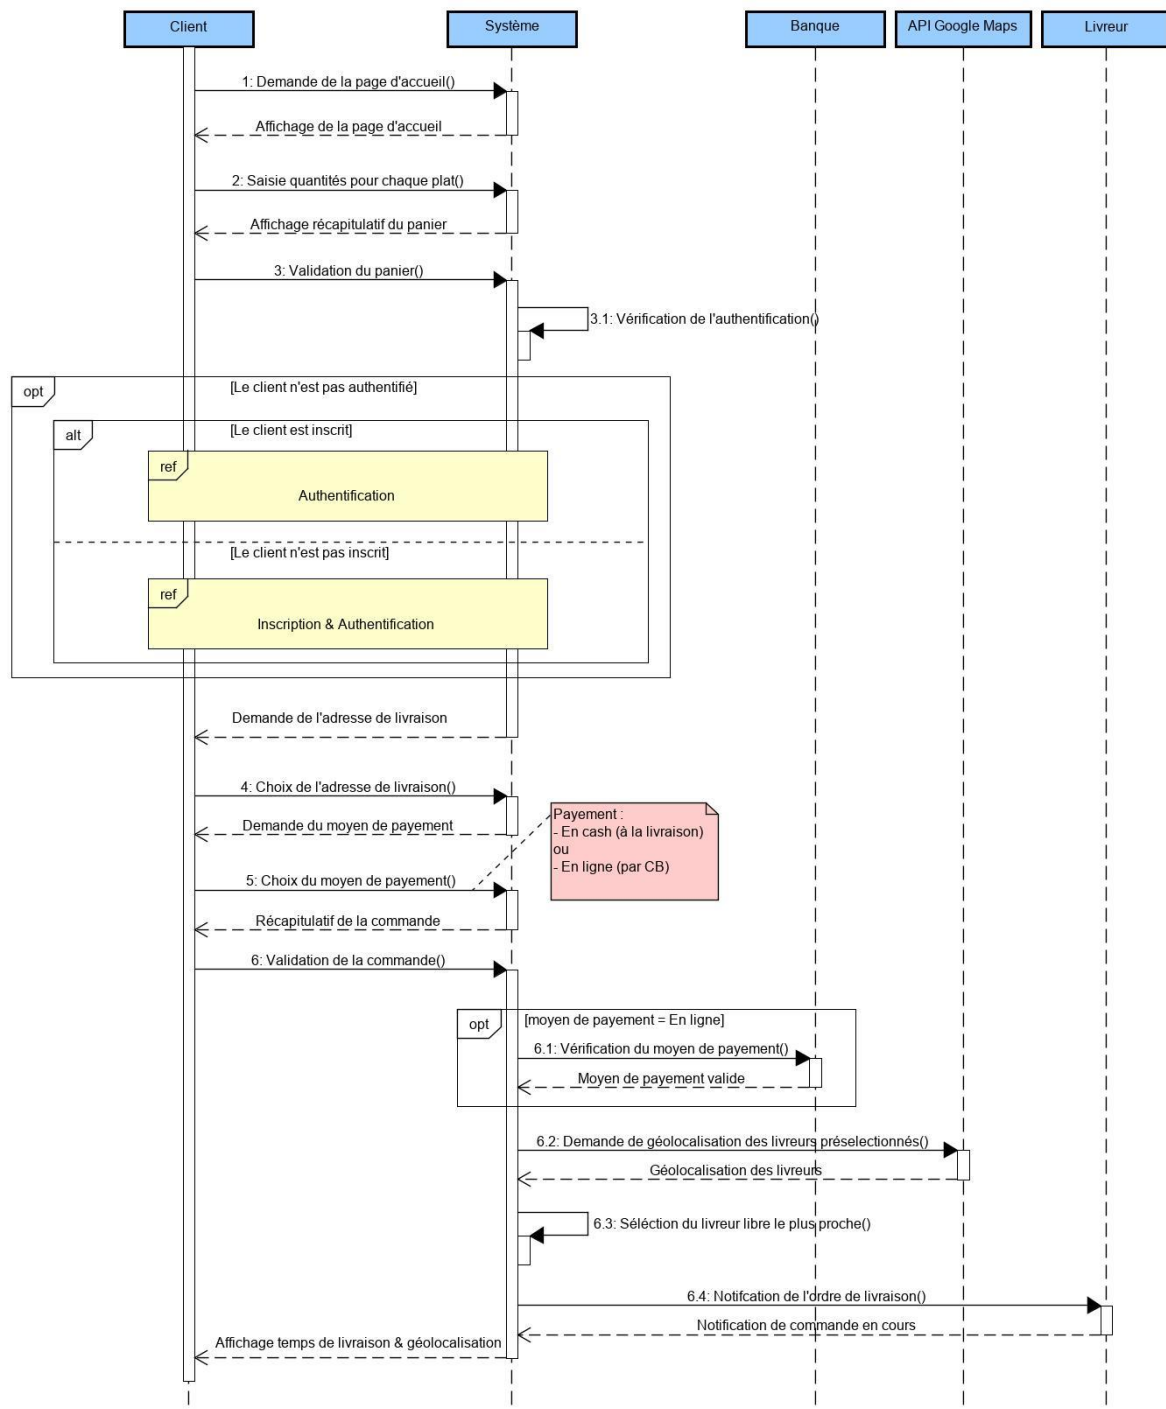 Client
Système
Banque
API Google Maps
Livreur
1: Demande de la page d'accueil()
Affichage de la page d'accueil
2: Saisie quantités pour chaque plat()
Affichage récapitulatif du panier
3: Validation du panier()
3.1: Vérification de l'authentification()
opt
[Le client n'est pas authentifié]
alt
[Le client est inscrit]
ref
Authentification
[Le client n'est pas inscrit]
ref
Inscription & Authentification
Demande de l'adresse de livraison
4: Choix de l'adresse de livraison()
Demande du moyen de payement
Payement :
- En cash (à la livraison)
ou
- En ligne (par CB)
5: Choix du moyen de payement()
Récapitulatif de la commande
6: Validation de la commande()
opt
[moyen de payement = En ligne]
6.1: Vérification du moyen de payement()
Moyen de payement valide
6.2: Demande de géolocalisation des livreurs préselectionnés()
Géolocalisation des livreurs
6.3: Séléction du livreur libre le plus proche()
6.4: Notifcation de l'ordre de livraison()
Notification de commande en cours
Affichage temps de livraison & géolocalisation